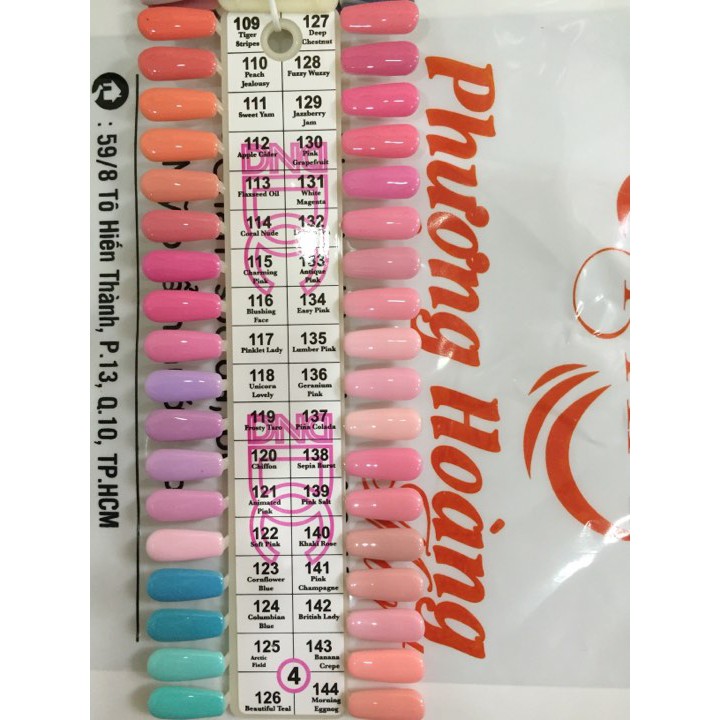 109
Tiger
Stripes
127
Deep
Chestnut
110
Peach
Jealousy
128
Fuzzy Wuzzy
111
Sweet Yam
129
Jazzberry
Jam
112
Apple Cider
130
Pink
Grapefruit
113
Flaxseed Oil
131
White
Magenta
114
Coral Nude
132
115
Charming
Pink
133
Antique
Pink
116
Blushing
Face
134
Easy Pink
117
Pinklet Lady
135
Lumber Pink
118
Unicorn
Lovely
136
Geranium
Pink
119
Frosty Taro
137
Piña Colada
120
Chiffon
138
Sepia Burst
121
Animated
Pink
139
Pink Salt
122
Soft Pink
140
Khaki Rose
123
Cornflower
Blue
141
Pink
Champagne
124
Columbian
Blue
142
British Lady
125
Arctic
Field
143
Banana
Crepe
126
Beautiful Teal
144
Morning
Eggnog
4
DND
DC
DND
DC
: 59/8 Tô Hiến Thành, P.13, Q.10, TP.HCM
Phương Hoàng